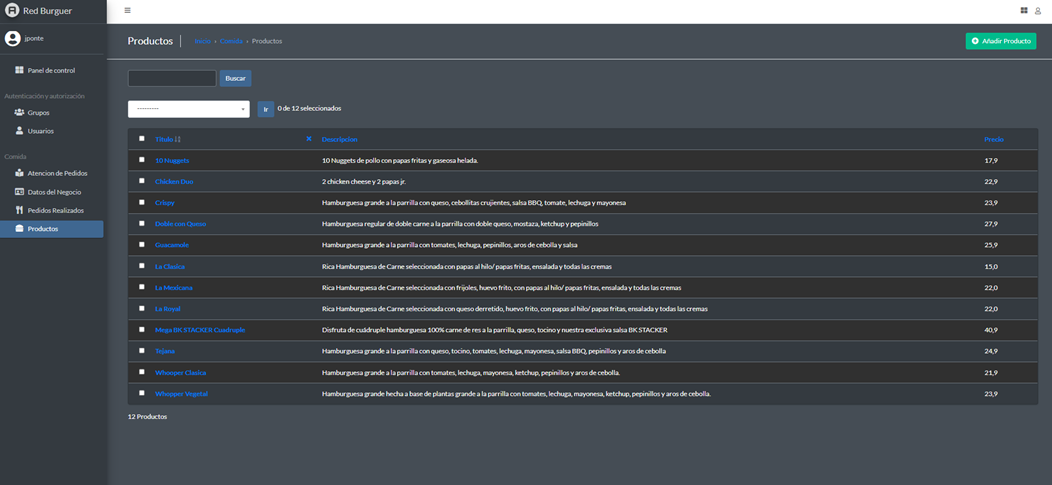 Red Burguer
jponte
Panel de control
Autenticación y autorización
Grupos
Usuarios
Comida
Atencion de Pedidos
Datos del Negocio
Pedidos Realizados
Productos
Productos
Inicio › Comida › Productos
Añadir Producto
Buscar
---------
Ir
0 de 12 seleccionados
Titulo Descripcion Precio
10 Nuggets 10 Nuggets de pollo con papas fritas y gaseosa helada. 17,9
Chicken Duo 2 chicken cheese y 2 papas jr. 22,9
Crispy Hamburguesa grande a la parrilla con queso, cebollitas crujientes, salsa BBQ, tomate, lechuga y mayonesa 23,9
Doble con Queso Hamburguesa regular de doble carne a la parrilla con doble queso, mostaza, ketchup y pepinillos 27,9
Guacamole Hamburguesa grande a la parrilla con tomates, lechuga, pepinillos, aros de cebolla y salsa 25,9
La Clasica Rica Hamburguesa de Carne seleccionada con papas al hilo/ papas fritas, ensalada y todas las cremas 15,0
La Mexicana Rica Hamburguesa de Carne seleccionada con frijoles, huevo frito, con papas al hilo/ papas fritas, ensalada y todas las cremas 22,0
La Royal Rica Hamburguesa de Carne seleccionada con queso derretido, huevo frito, con papas al hilo/ papas fritas, ensalada y todas las cremas 22,0
Mega BK STACKER Cuadruple Disfruta de cuádruple hamburguesa 100% carne de res a la parrilla, queso, tocino y nuestra exclusiva salsa BK STACKER 40,9
Tejana Hamburguesa grande a la parrilla con queso, tocino, tomates, lechuga, mayonesa, salsa BBQ, pepinillos y aros de cebolla 24,9
Whooper Clasica Hamburguesa grande a la parrilla con tomates, lechuga, mayonesa, ketchup, pepinillos y aros de cebolla. 21,9
Whopper Vegetal Hamburguesa grande hecha a base de plantas grande a la parrilla con tomates, lechuga, mayonesa, ketchup, pepinillos y aros de cebolla. 23,9
12 Productos